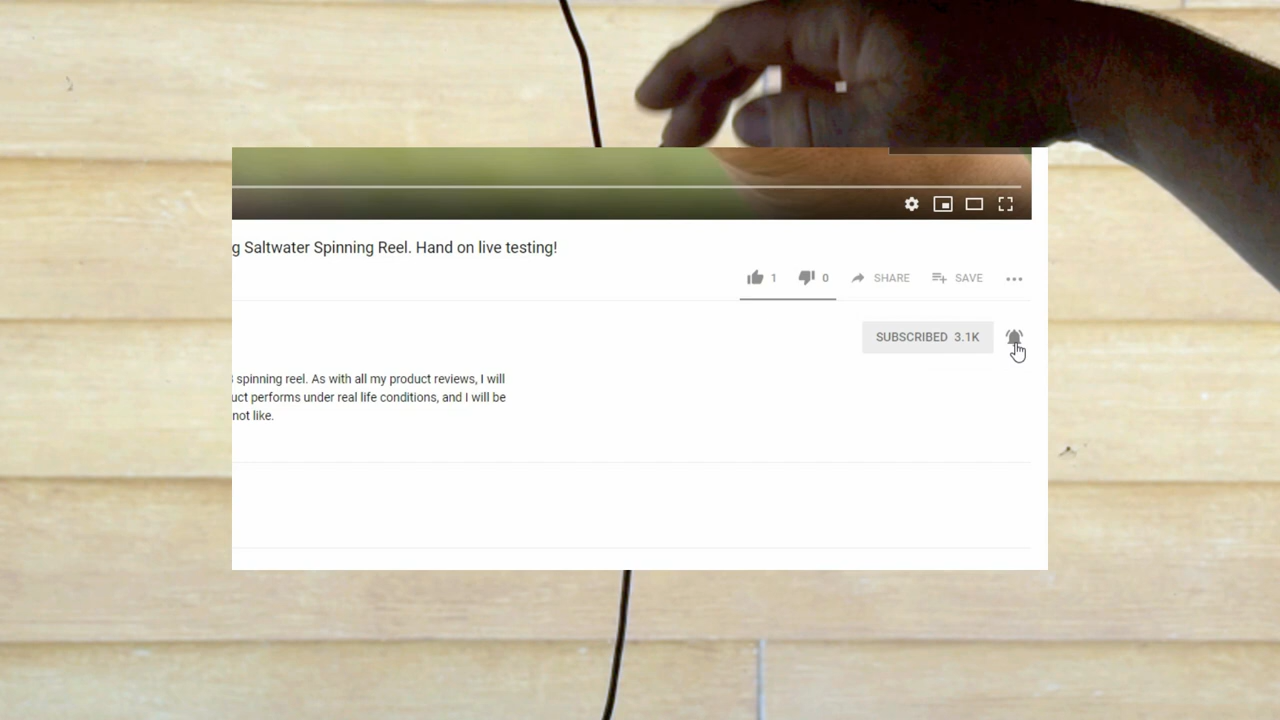 g Saltwater Spinning Reel. Hand on live testing!
1 0 SHARE SAVE
SUBSCRIBED 3.1K
spinning reel. As with all my product reviews, I will
uct performs under real life conditions, and I will be
not like.